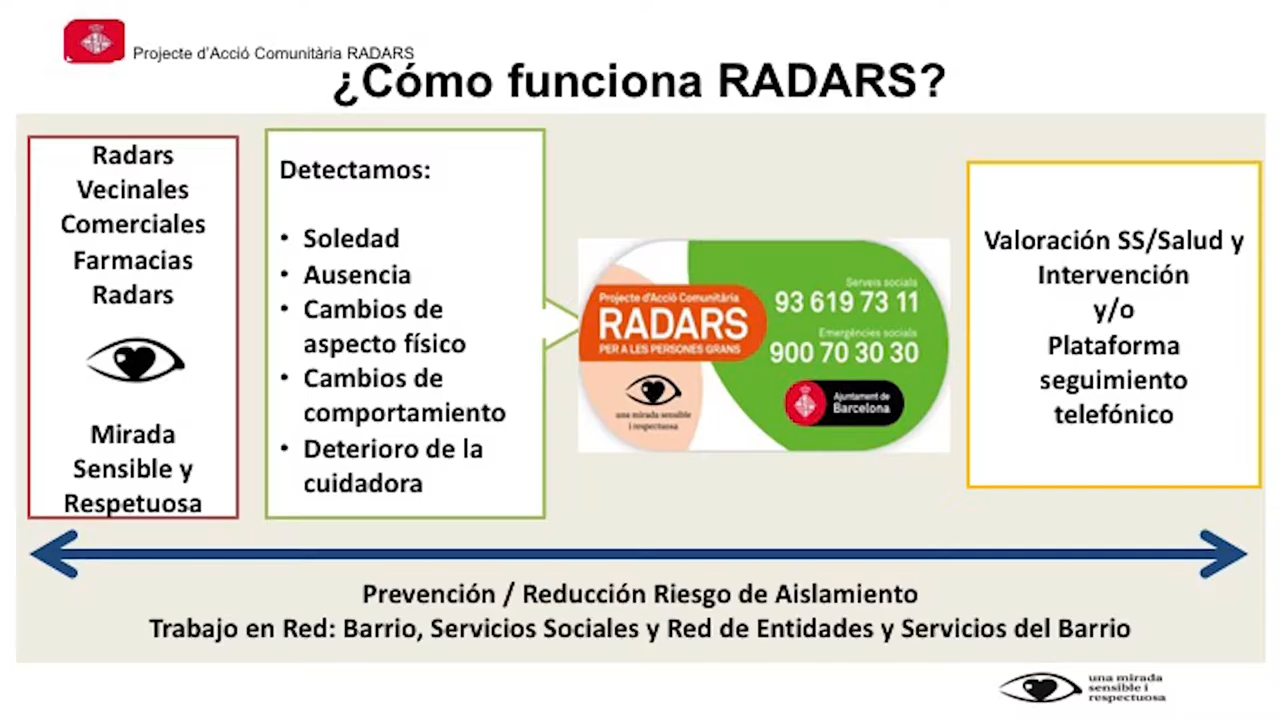 Projecte d'Acció Comunitària RADARS
¿Cómo funciona RADARS?
Radars
Vecinales
Comerciales
Farmacias
Radars
Mirada
Sensible y
Respetuosa
Detectamos:
• Soledad
• Ausencia
• Cambios de
aspecto físico
• Cambios de
comportamiento
• Deterioro de la
cuidadora
Projecte d'Acció Comunitària
RADARS
PER A LES PERSONES GRANS
una mirada sensible
i respectuosa
Serveis socials
93 619 73 11
Emergències socials
900 70 30 30
Ajuntament de
Barcelona
Valoración SS/Salud y
Intervención
y/o
Plataforma
seguimiento
telefónico
Prevención / Reducción Riesgo de Aislamiento
Trabajo en Red: Barrio, Servicios Sociales y Red de Entidades y Servicios del Barrio
una mirada
sensible i
respectuosa